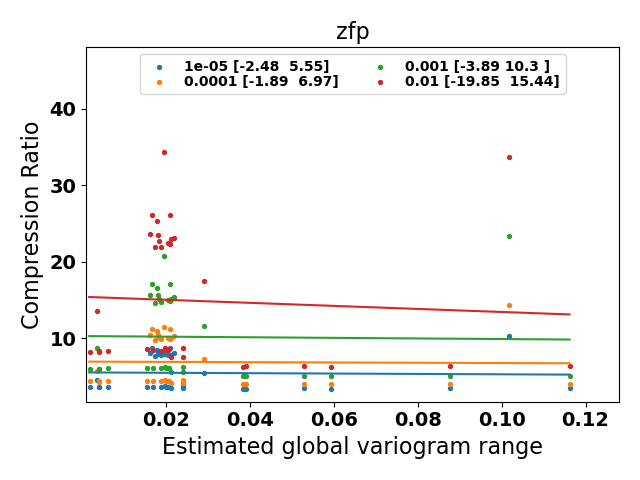 zfp
1e-05 [-2.48  5.55]
0.0001 [-1.89  6.97]
0.001 [-3.89 10.3 ]
0.01 [-19.85  15.44]
Compression Ratio
40
30
20
10
0.02 0.04 0.06 0.08 0.10 0.12
Estimated global variogram range